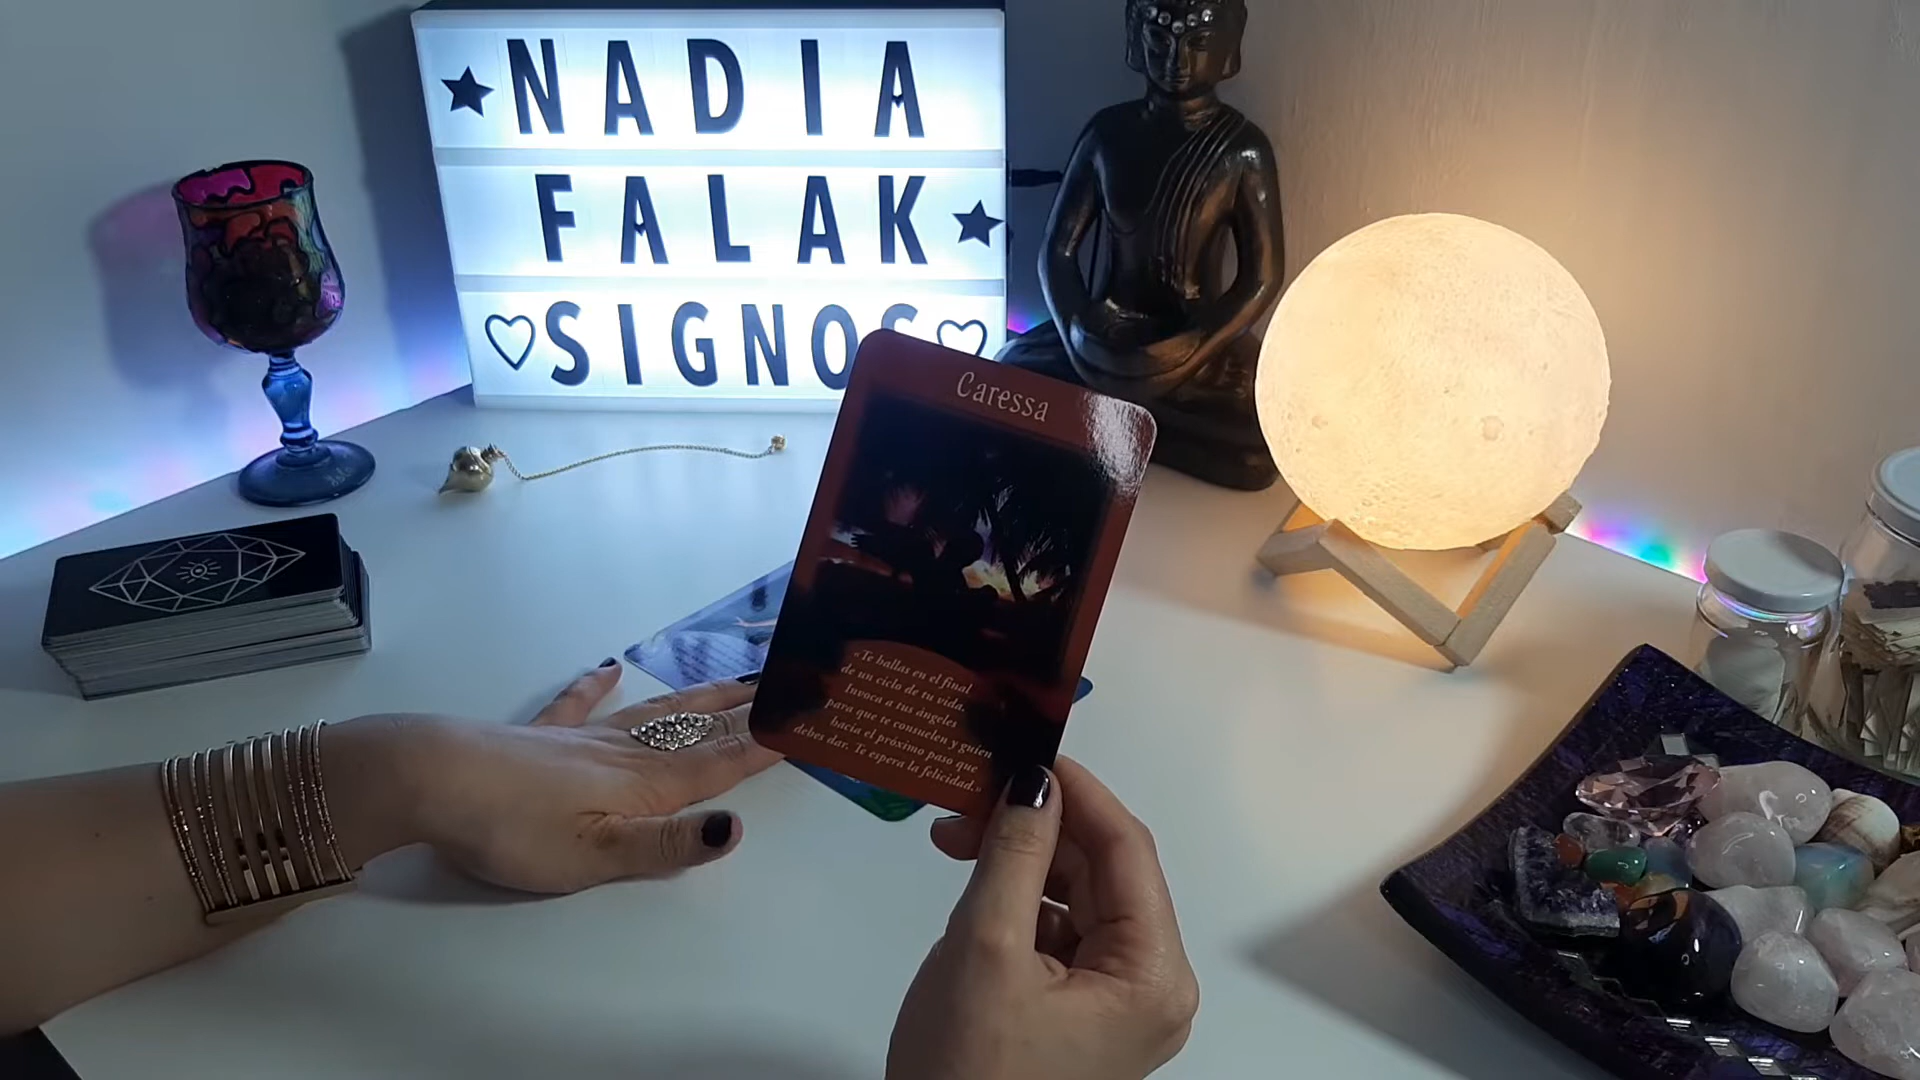 ★ NADIA
FALAK ★
♡ SIGNOS ♡
Caressa
«Te hallas en el final
de un ciclo de tu vida.
Invoca a tus ángeles
para que te consuelen y guíen
hacia el próximo paso que
debes dar. Te espera la felicidad.»